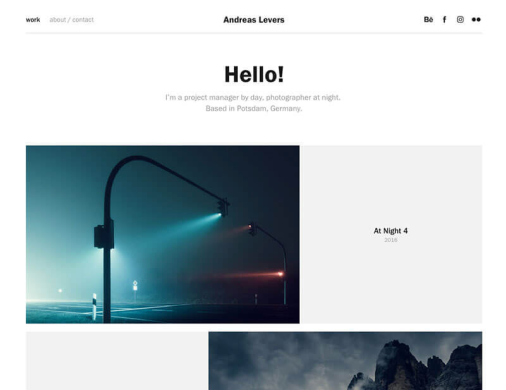 work about / contact
Andreas Levers
Bē
Hello!
I'm a project manager by day, photographer at night.
Based in Potsdam, Germany.
At Night 4
2016